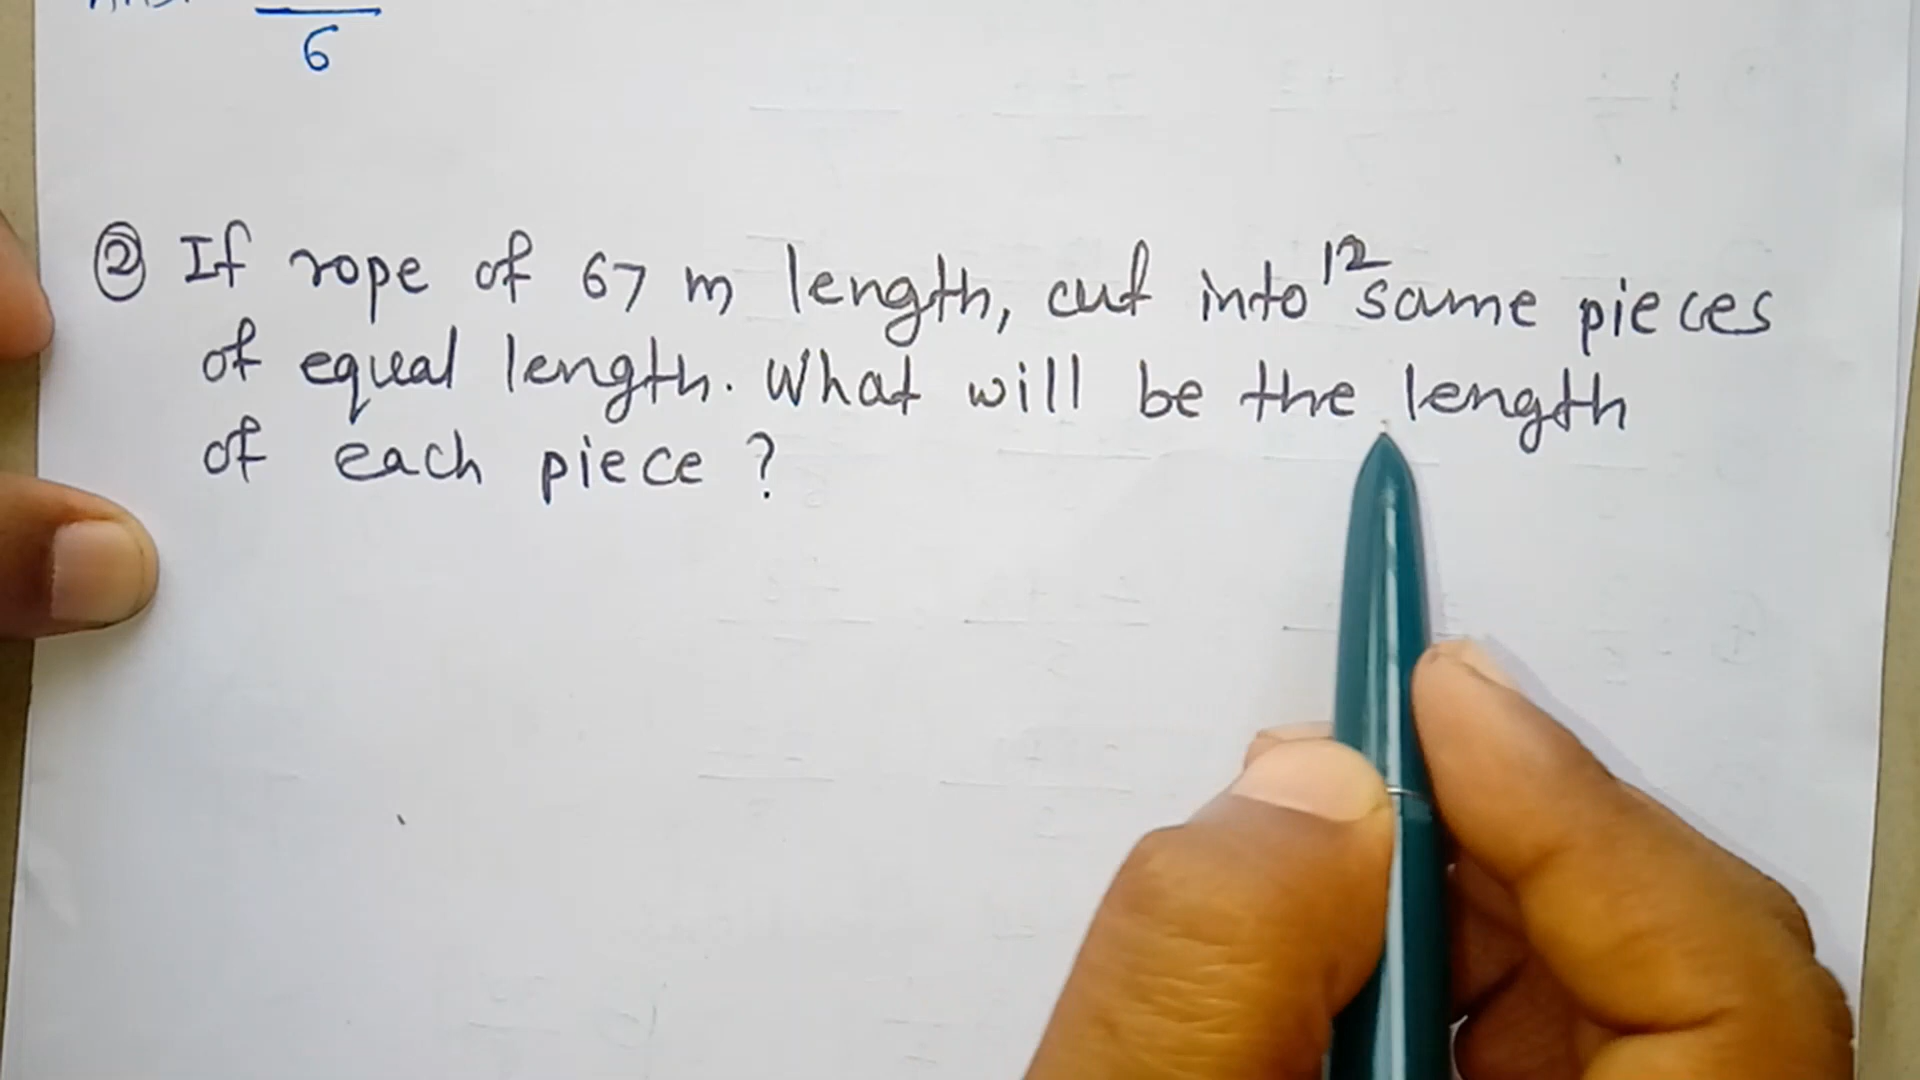 6
② If rope of 67 m length, cut into 12 same pieces
of equal length. What will be the length
of each piece ?